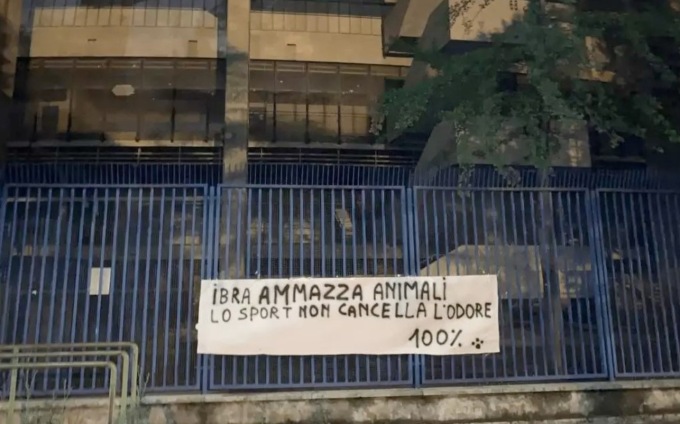 iBRA AMMAZZA ANIMALi
LO SPORT NON CANCELLA L'ODORE
100%